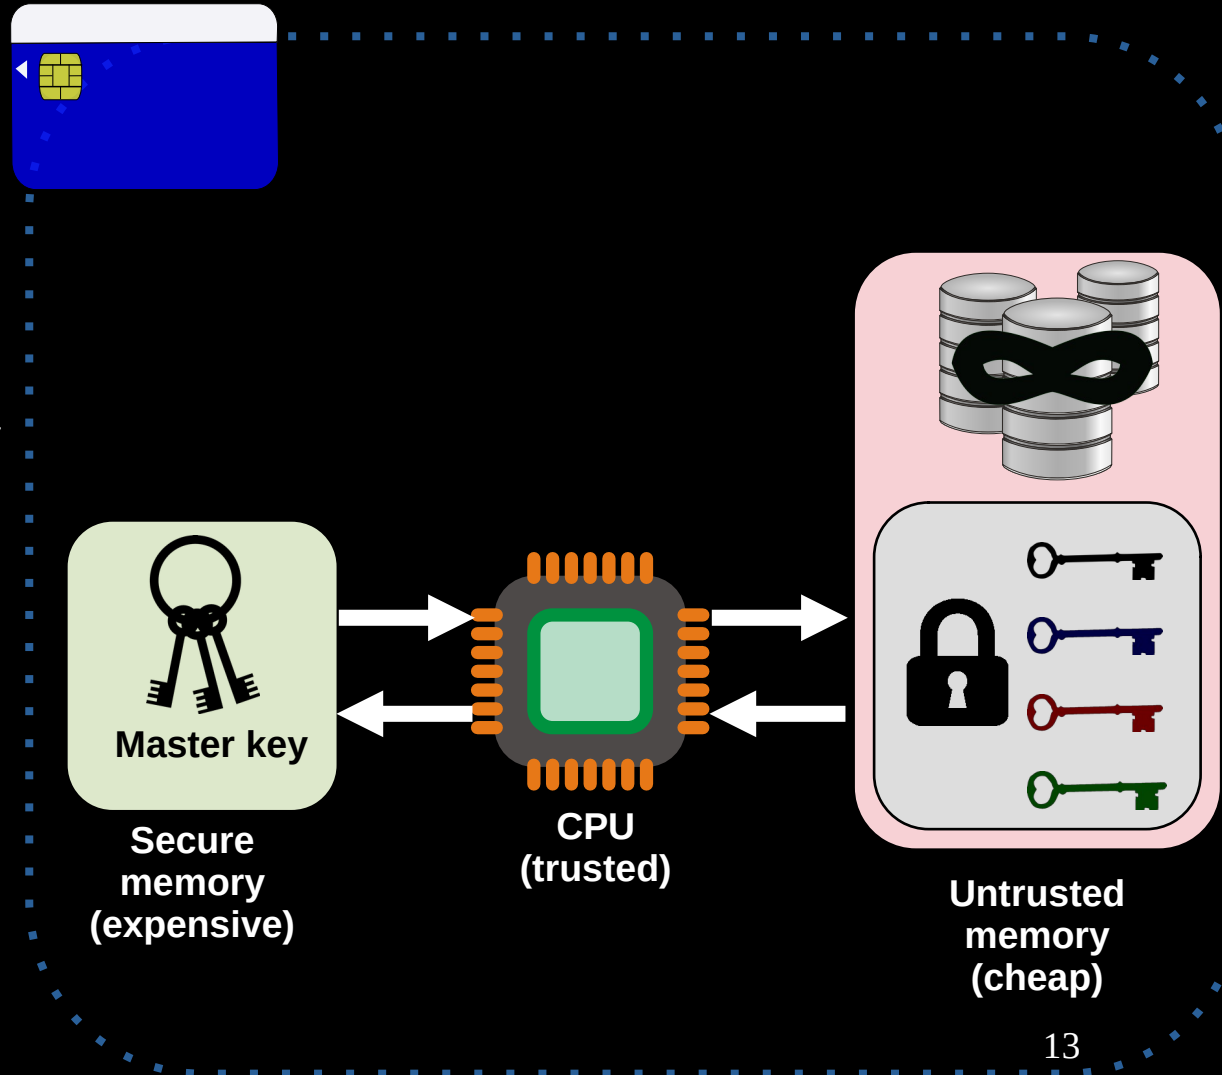 Master key
Secure
memory
(expensive)
CPU
(trusted)
Untrusted
memory
(cheap)
13